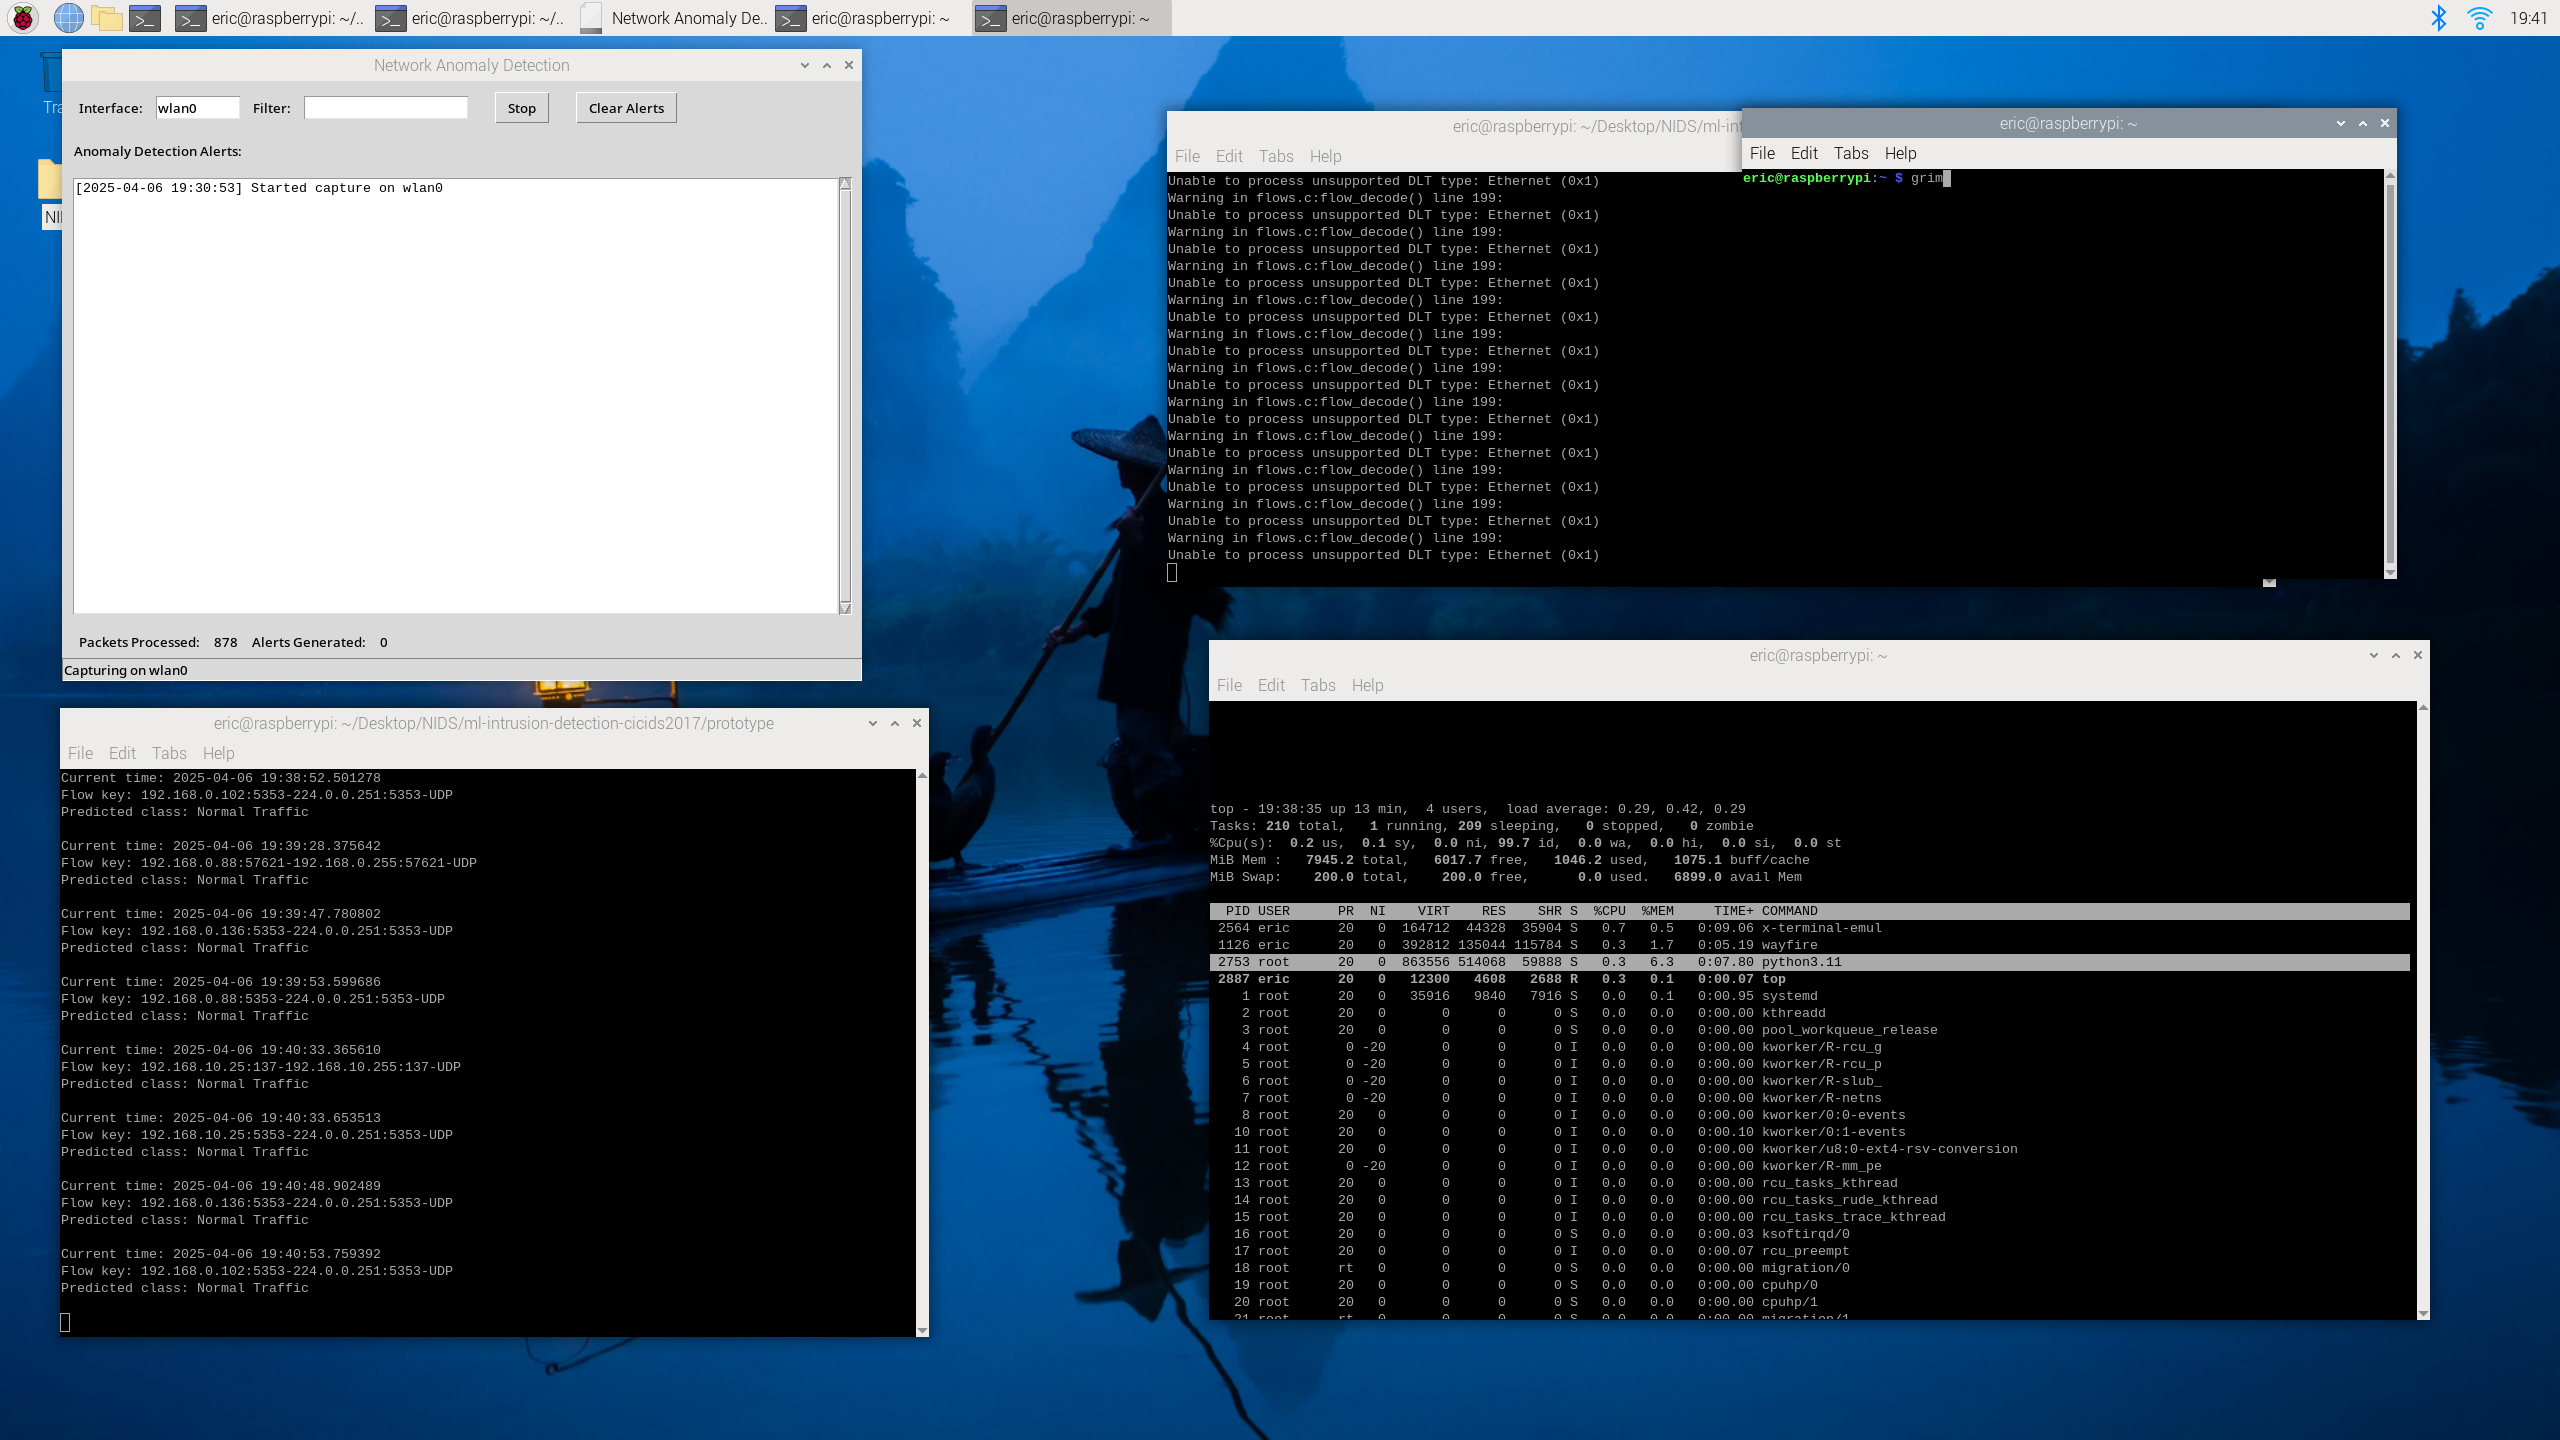 eric@raspberrypi: ~/..
eric@raspberrypi: ~/..
Network Anomaly De..
eric@raspberrypi: ~
eric@raspberrypi: ~
19:41
Network Anomaly Detection
Interface: wlan0 Filter: Stop Clear Alerts
Anomaly Detection Alerts:
[2025-04-06 19:30:53] Started capture on wlan0
Packets Processed: 878 Alerts Generated: 0
Capturing on wlan0
eric@raspberrypi: ~/Desktop/NIDS/ml-int
File Edit Tabs Help
Unable to process unsupported DLT type: Ethernet (0x1)
Warning in flows.c:flow_decode() line 199:
Unable to process unsupported DLT type: Ethernet (0x1)
Warning in flows.c:flow_decode() line 199:
Unable to process unsupported DLT type: Ethernet (0x1)
Warning in flows.c:flow_decode() line 199:
Unable to process unsupported DLT type: Ethernet (0x1)
Warning in flows.c:flow_decode() line 199:
Unable to process unsupported DLT type: Ethernet (0x1)
Warning in flows.c:flow_decode() line 199:
Unable to process unsupported DLT type: Ethernet (0x1)
Warning in flows.c:flow_decode() line 199:
Unable to process unsupported DLT type: Ethernet (0x1)
Warning in flows.c:flow_decode() line 199:
Unable to process unsupported DLT type: Ethernet (0x1)
Warning in flows.c:flow_decode() line 199:
Unable to process unsupported DLT type: Ethernet (0x1)
Warning in flows.c:flow_decode() line 199:
Unable to process unsupported DLT type: Ethernet (0x1)
Warning in flows.c:flow_decode() line 199:
Unable to process unsupported DLT type: Ethernet (0x1)
Warning in flows.c:flow_decode() line 199:
Unable to process unsupported DLT type: Ethernet (0x1)
eric@raspberrypi: ~
File Edit Tabs Help
eric@raspberrypi:~ $ grim
eric@raspberrypi: ~/Desktop/NIDS/ml-intrusion-detection-cicids2017/prototype
File Edit Tabs Help
Current time: 2025-04-06 19:38:52.501278
Flow key: 192.168.0.102:5353-224.0.0.251:5353-UDP
Predicted class: Normal Traffic
Current time: 2025-04-06 19:39:28.375642
Flow key: 192.168.0.88:57621-192.168.0.255:57621-UDP
Predicted class: Normal Traffic
Current time: 2025-04-06 19:39:47.780802
Flow key: 192.168.0.136:5353-224.0.0.251:5353-UDP
Predicted class: Normal Traffic
Current time: 2025-04-06 19:39:53.599686
Flow key: 192.168.0.88:5353-224.0.0.251:5353-UDP
Predicted class: Normal Traffic
Current time: 2025-04-06 19:40:33.365610
Flow key: 192.168.10.25:137-192.168.10.255:137-UDP
Predicted class: Normal Traffic
Current time: 2025-04-06 19:40:33.653513
Flow key: 192.168.10.25:5353-224.0.0.251:5353-UDP
Predicted class: Normal Traffic
Current time: 2025-04-06 19:40:48.902489
Flow key: 192.168.0.136:5353-224.0.0.251:5353-UDP
Predicted class: Normal Traffic
Current time: 2025-04-06 19:40:53.759392
Flow key: 192.168.0.102:5353-224.0.0.251:5353-UDP
Predicted class: Normal Traffic
eric@raspberrypi: ~
File Edit Tabs Help
top - 19:38:35 up 13 min, 4 users, load average: 0.29, 0.42, 0.29
Tasks: 210 total, 1 running, 209 sleeping, 0 stopped, 0 zombie
%Cpu(s): 0.2 us, 0.1 sy, 0.0 ni, 99.7 id, 0.0 wa, 0.0 hi, 0.0 si, 0.0 st
MiB Mem : 7945.2 total, 6017.7 free, 1046.2 used, 1075.1 buff/cache
MiB Swap: 200.0 total, 200.0 free, 0.0 used. 6899.0 avail Mem
PID USER PR NI VIRT RES SHR S %CPU %MEM TIME+ COMMAND
2564 eric 20 0 164712 44328 35904 S 0.7 0.5 0:09.06 x-terminal-emul
1126 eric 20 0 392812 135044 115784 S 0.3 1.7 0:05.19 wayfire
2753 root 20 0 863556 514068 59888 S 0.3 6.3 0:07.80 python3.11
2887 eric 20 0 12300 4608 2688 R 0.3 0.1 0:00.07 top
1 root 20 0 35916 9840 7916 S 0.0 0.1 0:00.95 systemd
2 root 20 0 0 0 0 S 0.0 0.0 0:00.00 kthreadd
3 root 20 0 0 0 0 S 0.0 0.0 0:00.00 pool_workqueue_release
4 root 0 -20 0 0 0 I 0.0 0.0 0:00.00 kworker/R-rcu_g
5 root 0 -20 0 0 0 I 0.0 0.0 0:00.00 kworker/R-rcu_p
6 root 0 -20 0 0 0 I 0.0 0.0 0:00.00 kworker/R-slub_
7 root 0 -20 0 0 0 I 0.0 0.0 0:00.00 kworker/R-netns
8 root 20 0 0 0 0 I 0.0 0.0 0:00.00 kworker/0:0-events
10 root 20 0 0 0 0 I 0.0 0.0 0:00.10 kworker/0:1-events
11 root 20 0 0 0 0 I 0.0 0.0 0:00.00 kworker/u8:0-ext4-rsv-conversion
12 root 0 -20 0 0 0 I 0.0 0.0 0:00.00 kworker/R-mm_pe
13 root 20 0 0 0 0 I 0.0 0.0 0:00.00 rcu_tasks_kthread
14 root 20 0 0 0 0 I 0.0 0.0 0:00.00 rcu_tasks_rude_kthread
15 root 20 0 0 0 0 I 0.0 0.0 0:00.00 rcu_tasks_trace_kthread
16 root 20 0 0 0 0 S 0.0 0.0 0:00.03 ksoftirqd/0
17 root 20 0 0 0 0 I 0.0 0.0 0:00.07 rcu_preempt
18 root rt 0 0 0 0 S 0.0 0.0 0:00.00 migration/0
19 root 20 0 0 0 0 S 0.0 0.0 0:00.00 cpuhp/0
20 root 20 0 0 0 0 S 0.0 0.0 0:00.00 cpuhp/1
21 root rt 0 0 0 0 S 0.0 0.0 0:00.00 migration/1